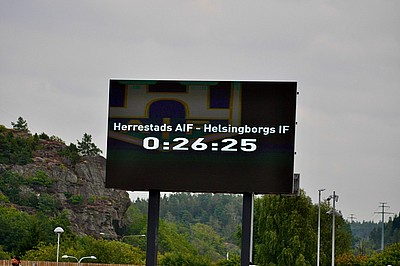 Herrestads AIF - Helsingborgs IF
0:26:25